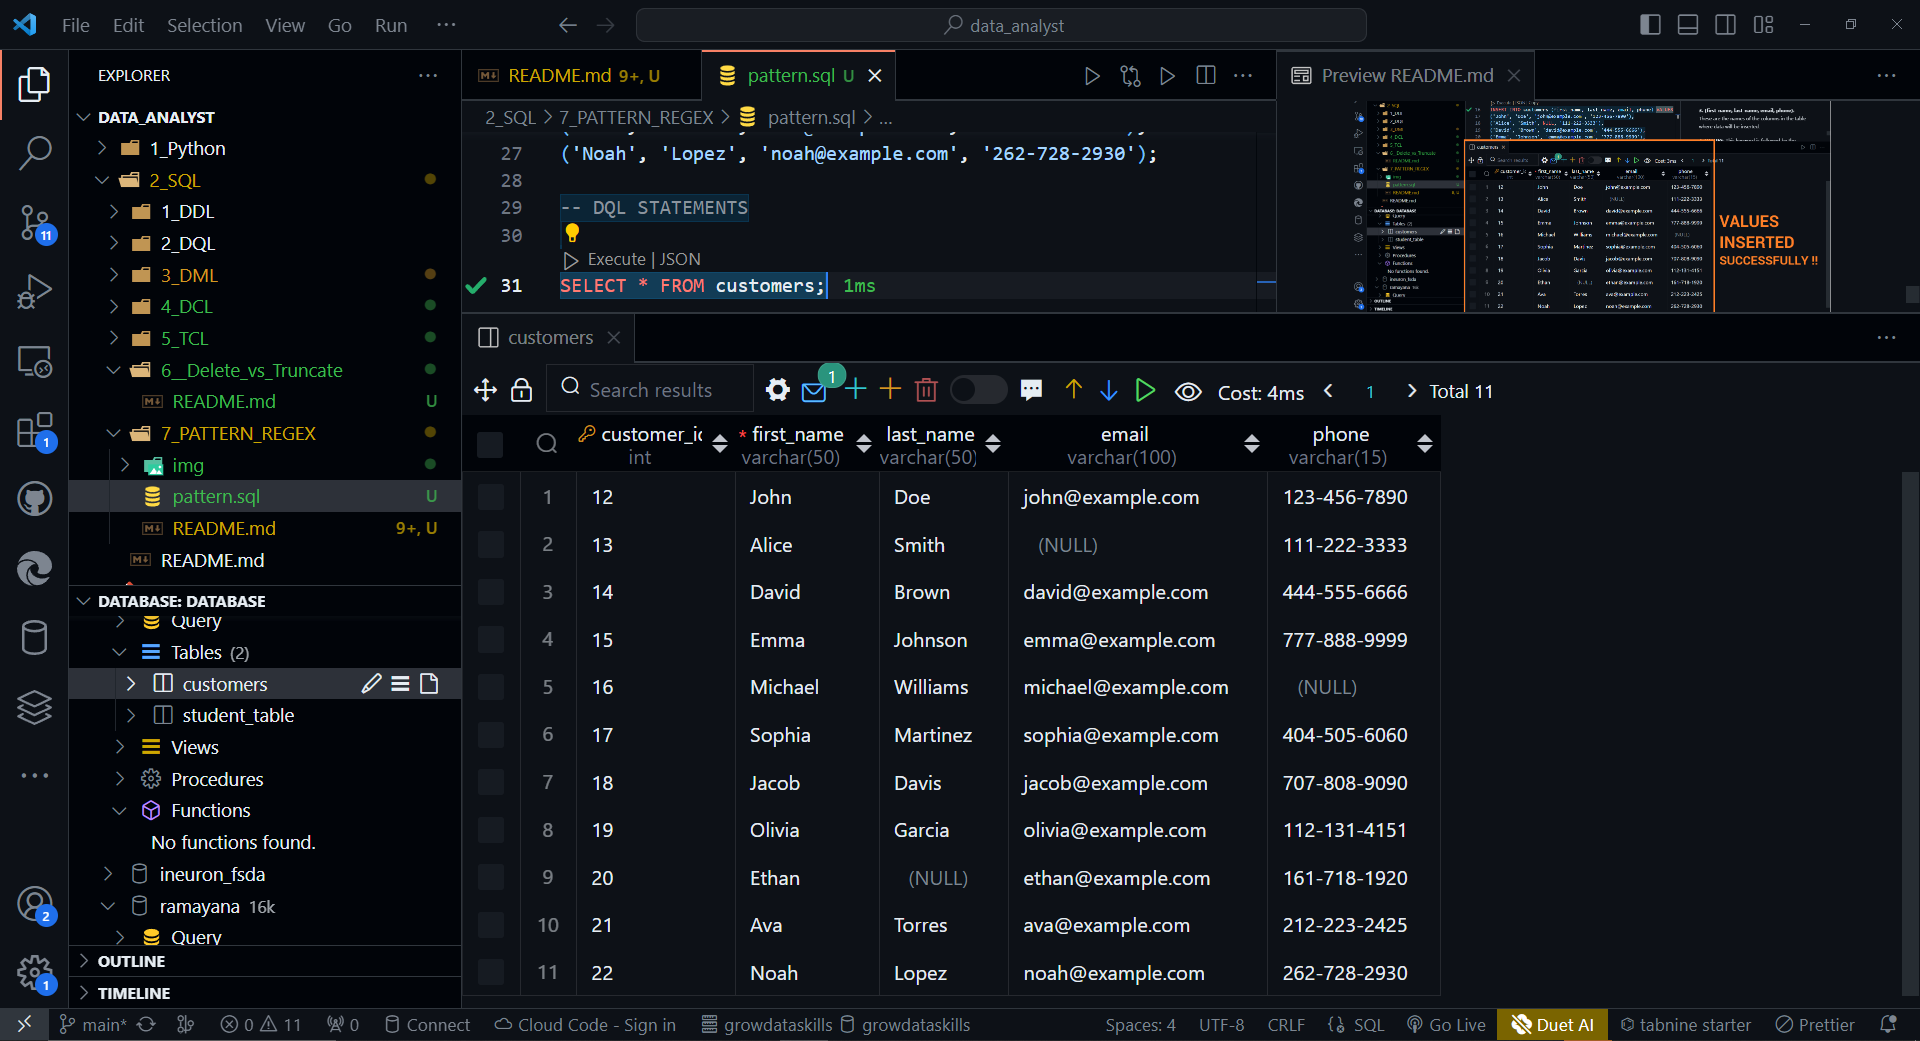 File Edit Selection View Go Run ···
data_analyst
EXPLORER
DATA_ANALYST
1_Python
2_SQL
1_DDL
2_DQL
3_DML
4_DCL
5_TCL
6__Delete_vs_Truncate
README.md U
7_PATTERN_REGEX
img
pattern.sql U
README.md 9+, U
README.md
DATABASE: DATABASE
Query
Tables (2)
customers
student_table
Views
Procedures
Functions
No functions found.
ineuron_fsda
ramayana 16k
Query
OUTLINE
TIMELINE
11
1
2
1
README.md 9+, U
pattern.sql U
2_SQL > 7_PATTERN_REGEX > pattern.sql > ...
27 ('Noah', 'Lopez', 'noah@example.com', '262-728-2930');
28
29 -- DQL STATEMENTS
30
Execute | JSON
31 SELECT * FROM customers; 1ms
Preview README.md
VALUES
INSERTED
SUCCESSFULLY !!
customers
Search results
1
Cost: 4ms < 1 > Total 11
customer_i first_name last_name email phone
int varchar(50) varchar(50) varchar(100) varchar(15)
1 12 John Doe john@example.com 123-456-7890
2 13 Alice Smith (NULL) 111-222-3333
3 14 David Brown david@example.com 444-555-6666
4 15 Emma Johnson emma@example.com 777-888-9999
5 16 Michael Williams michael@example.com (NULL)
6 17 Sophia Martinez sophia@example.com 404-505-6060
7 18 Jacob Davis jacob@example.com 707-808-9090
8 19 Olivia Garcia olivia@example.com 112-131-4151
9 20 Ethan (NULL) ethan@example.com 161-718-1920
10 21 Ava Torres ava@example.com 212-223-2425
11 22 Noah Lopez noah@example.com 262-728-2930
main* 0 11 0 Connect Cloud Code - Sign in growdataskills growdataskills Spaces: 4 UTF-8 CRLF SQL Go Live Duet AI tabnine starter Prettier